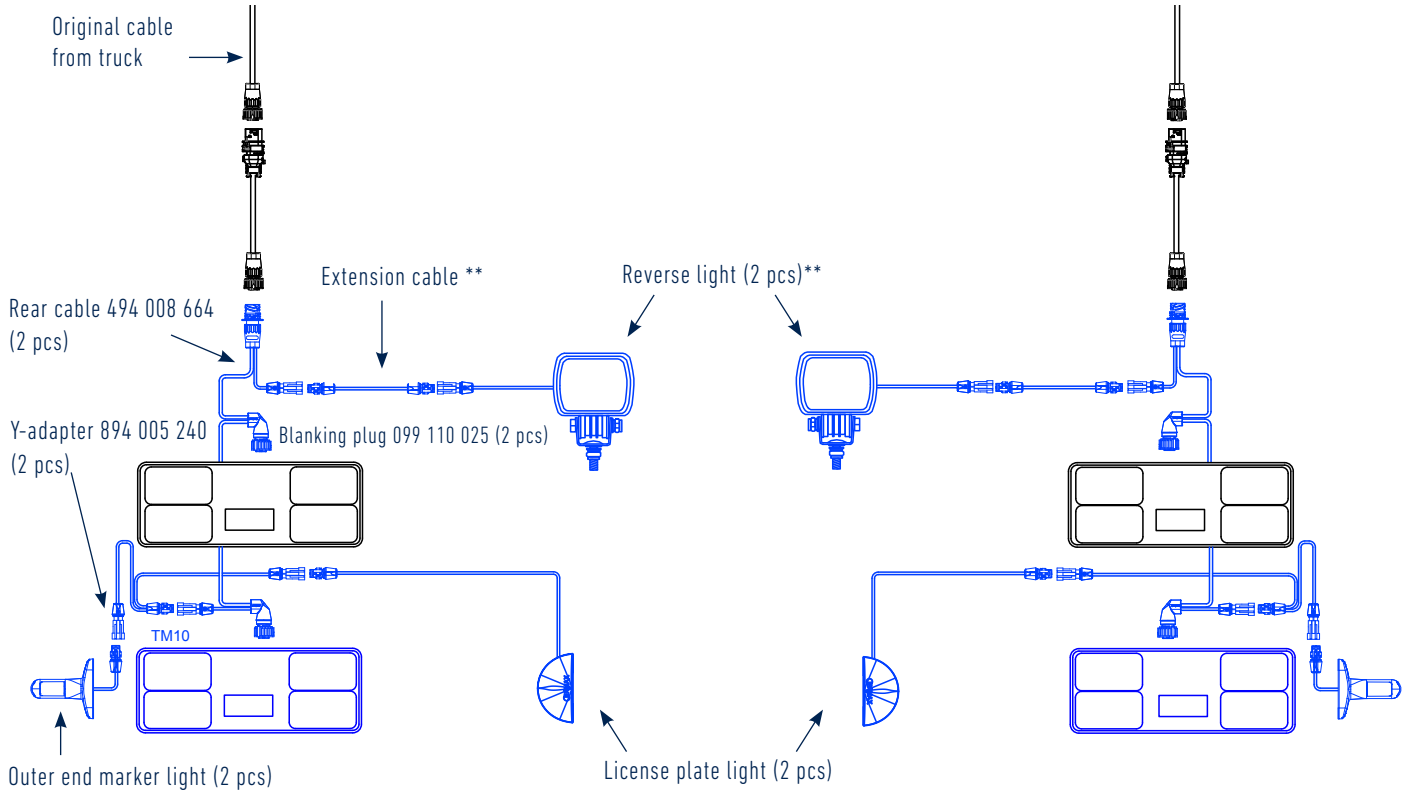 Original cable
from truck
Extension cable **
Reverse light (2 pcs)**
Rear cable 494 008 664
(2 pcs)
Y-adapter 894 005 240
(2 pcs)
Blanking plug 099 110 025 (2 pcs)
TM10
Outer end marker light (2 pcs)
License plate light (2 pcs)